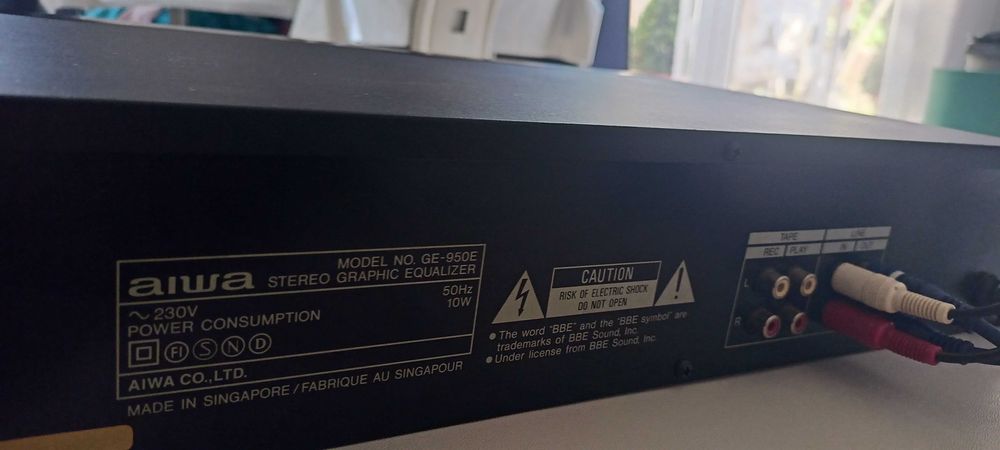 aiwa
MODEL NO. GE-950E
STEREO GRAPHIC EQUALIZER
~ 230V 50Hz
POWER CONSUMPTION 10W
FI S N D
AIWA CO.,LTD.
MADE IN SINGAPORE/FABRIQUE AU SINGAPOUR
CAUTION
RISK OF ELECTRIC SHOCK
DO NOT OPEN
● The word "BBE" and the "BBE symbol" are
trademarks of BBE Sound, Inc.
● Under license from BBE Sound, Inc.
TAPE LINE
REC PLAY IN OUT
L
R